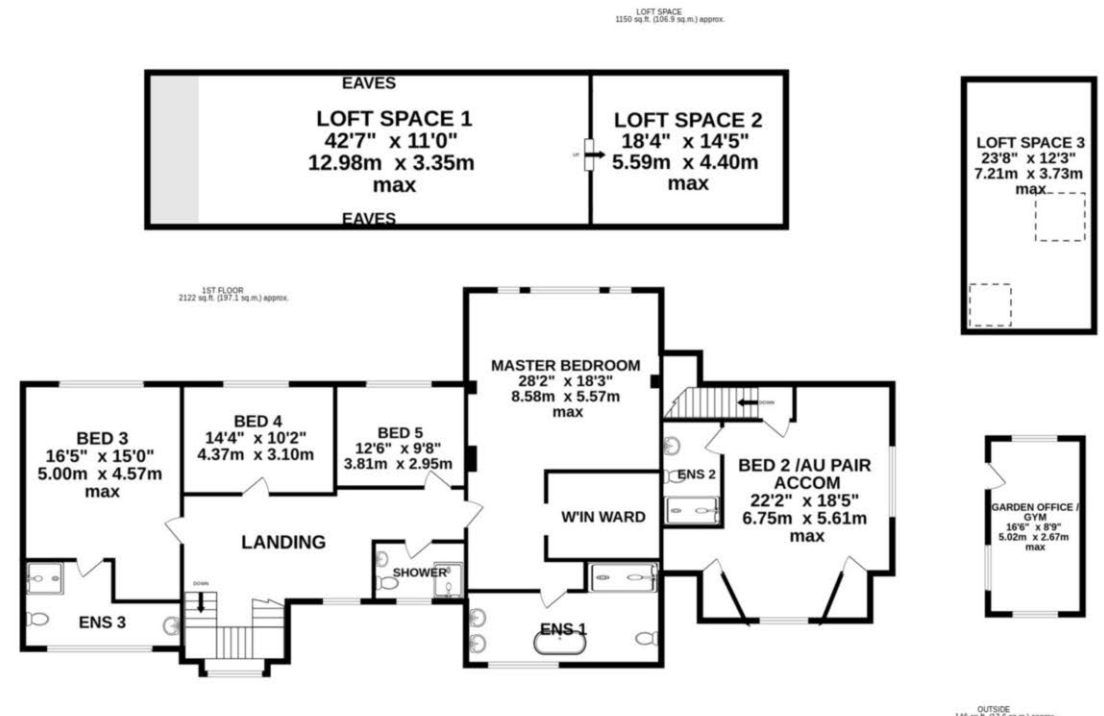 LOFT SPACE
1150 sq.ft. (106.9 sq.m.) approx.
EAVES
LOFT SPACE 1
42'7" x 11'0"
12.98m x 3.35m
max
EAVES
UP
LOFT SPACE 2
18'4" x 14'5"
5.59m x 4.40m
max
LOFT SPACE 3
23'8" x 12'3"
7.21m x 3.73m
max
1ST FLOOR
2122 sq.ft. (197.1 sq.m.) approx.
MASTER BEDROOM
28'2" x 18'3"
8.58m x 5.57m
max
BED 3
16'5" x 15'0"
5.00m x 4.57m
max
BED 4
14'4" x 10'2"
4.37m x 3.10m
BED 5
12'6" x 9'8"
3.81m x 2.95m
DOWN
ENS 2
BED 2 /AU PAIR
ACCOM
22'2" x 18'5"
6.75m x 5.61m
max
W'IN WARD
LANDING
SHOWER
DOWN
ENS 3
ENS 1
GARDEN OFFICE /
GYM
16'6" x 8'9"
5.02m x 2.67m
max
OUTSIDE